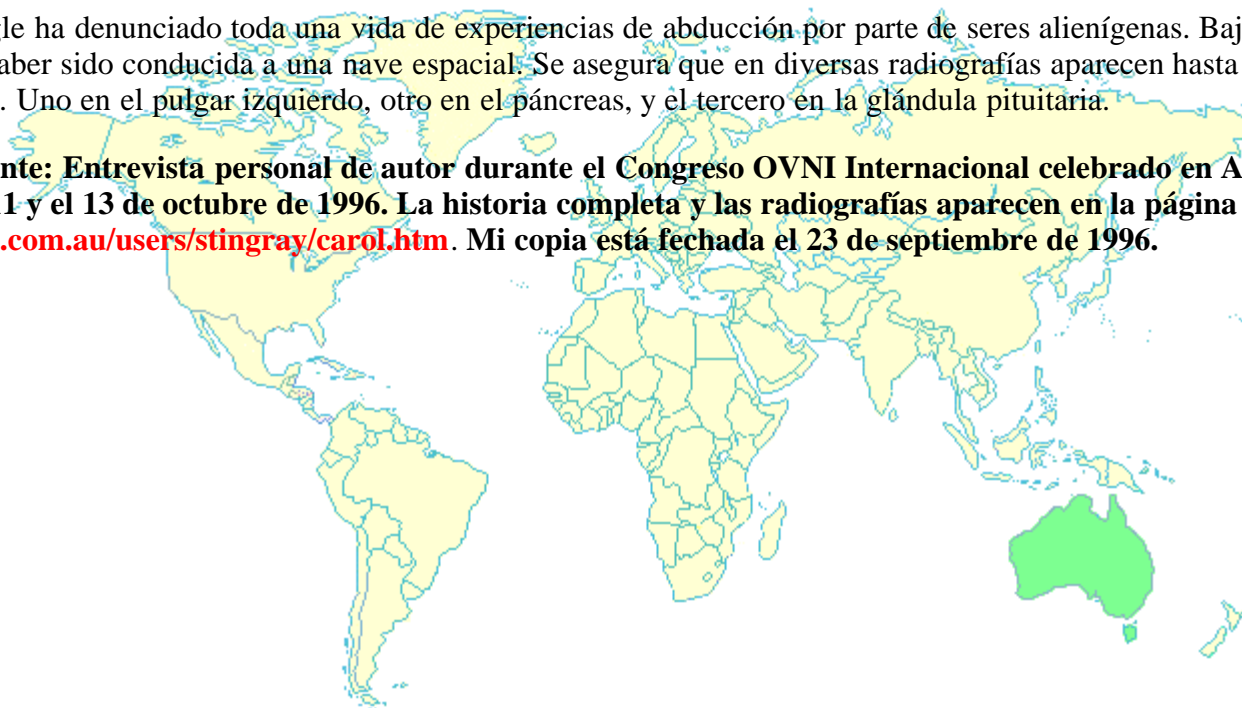 gle ha denunciado toda una vida de experiencias de abducción por parte de seres alienígenas. Baj
aber sido conducida a una nave espacial. Se asegura que en diversas radiografías aparecen hasta
. Uno en el pulgar izquierdo, otro en el páncreas, y el tercero en la glándula pituitaria.
nte: Entrevista personal de autor durante el Congreso OVNI Internacional celebrado en A
11 y el 13 de octubre de 1996. La historia completa y las radiografías aparecen en la página
.com.au/users/stingray/carol.htm. Mi copia está fechada el 23 de septiembre de 1996.